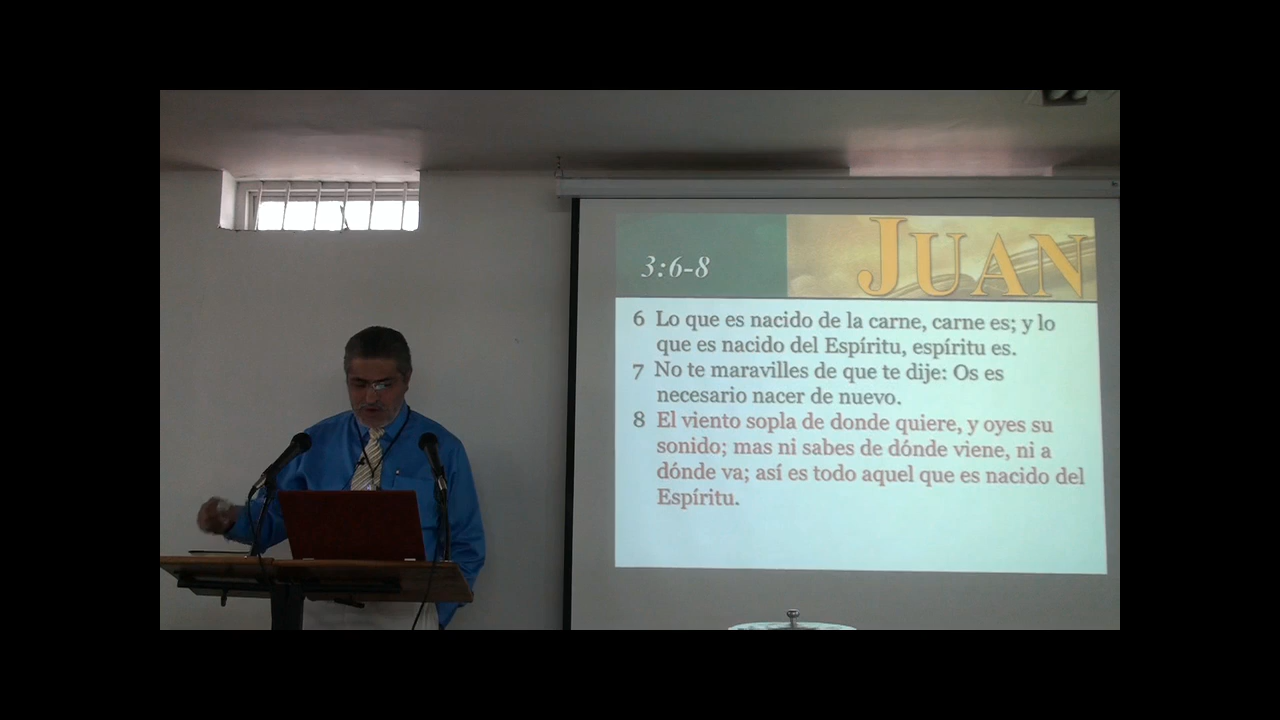 3:6-8 JUAN
6 Lo que es nacido de la carne, carne es; y lo
que es nacido del Espíritu, espíritu es.
7 No te maravilles de que te dije: Os es
necesario nacer de nuevo.
8 El viento sopla de donde quiere, y oyes su
sonido; mas ni sabes de dónde viene, ni a
dónde va; así es todo aquel que es nacido del
Espíritu.